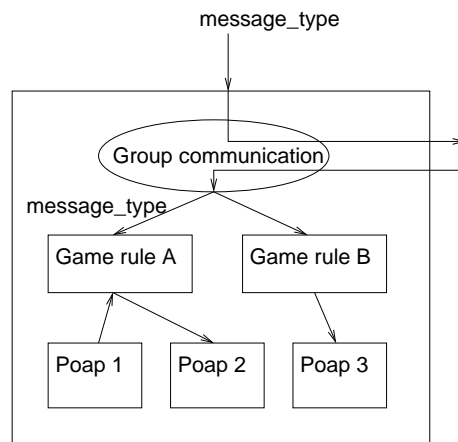 message_type
Group communication
message_type
Game rule A
Game rule B
Poap 1
Poap 2
Poap 3